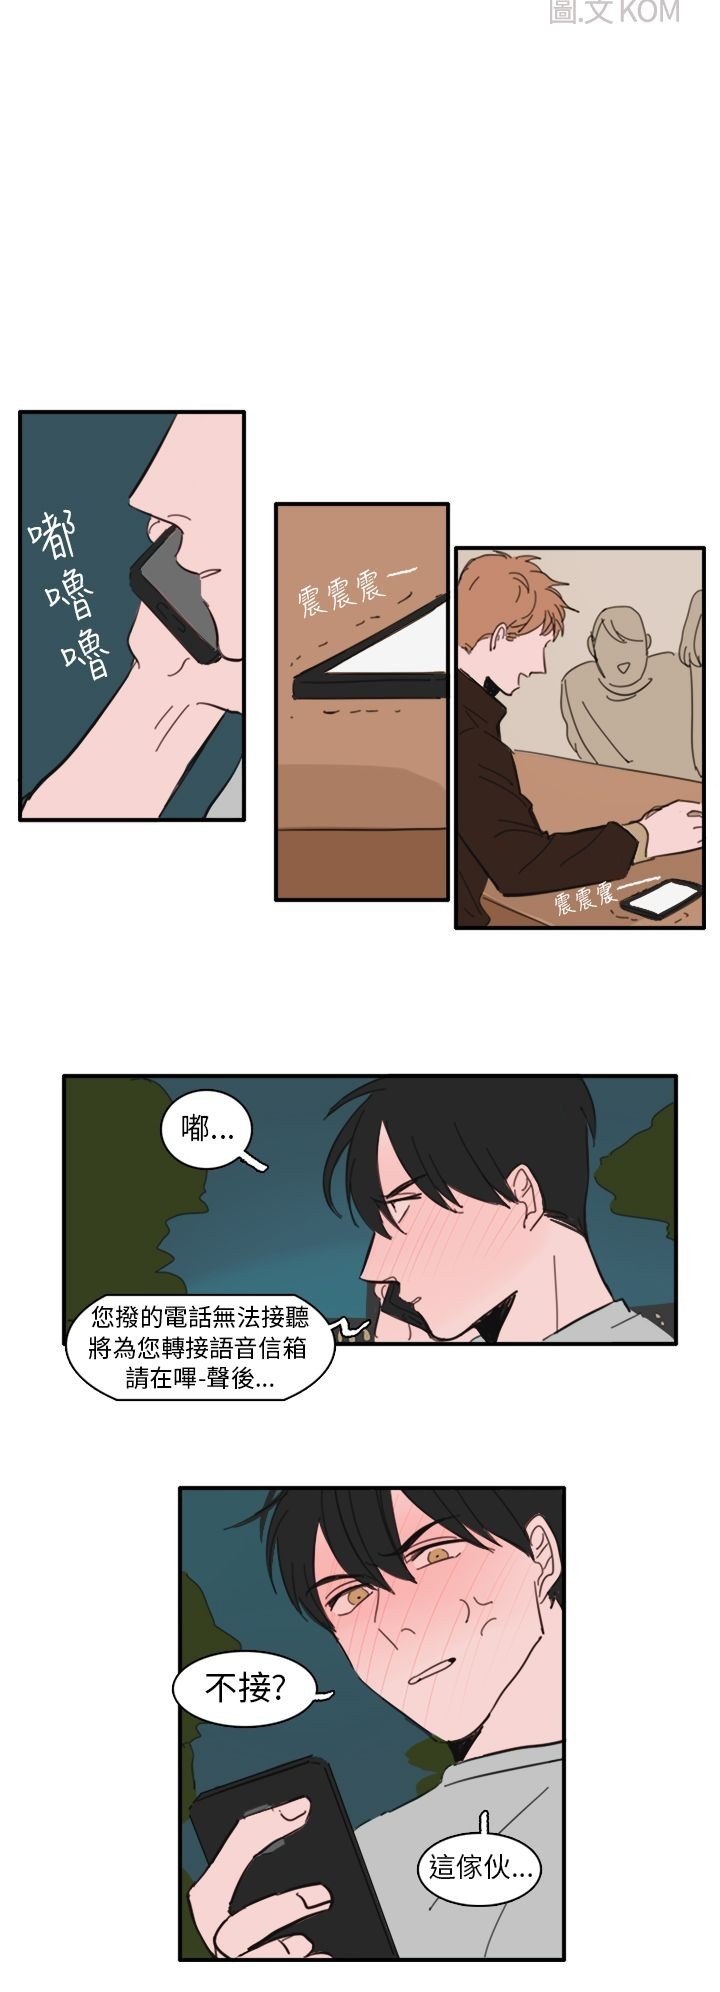 圖.文 KOM
嘟嚕嚕
震震震一
震震震一
嘟...
您撥的電話無法接聽
將為您轉接語音信箱
請在嗶-聲後...
不接?
這傢伙...